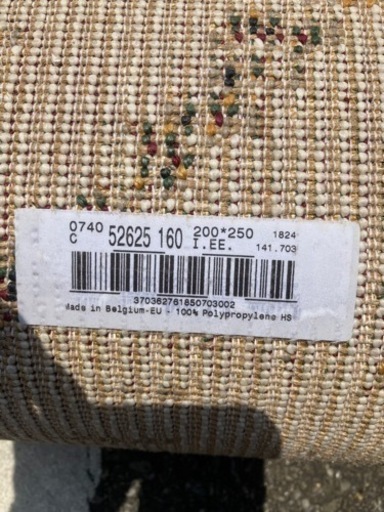 0740 52625 160 200*250 1824
C I.EE. 141.703
370362761850703002
Made in Belgium-EU - 100% Polypropylene HS